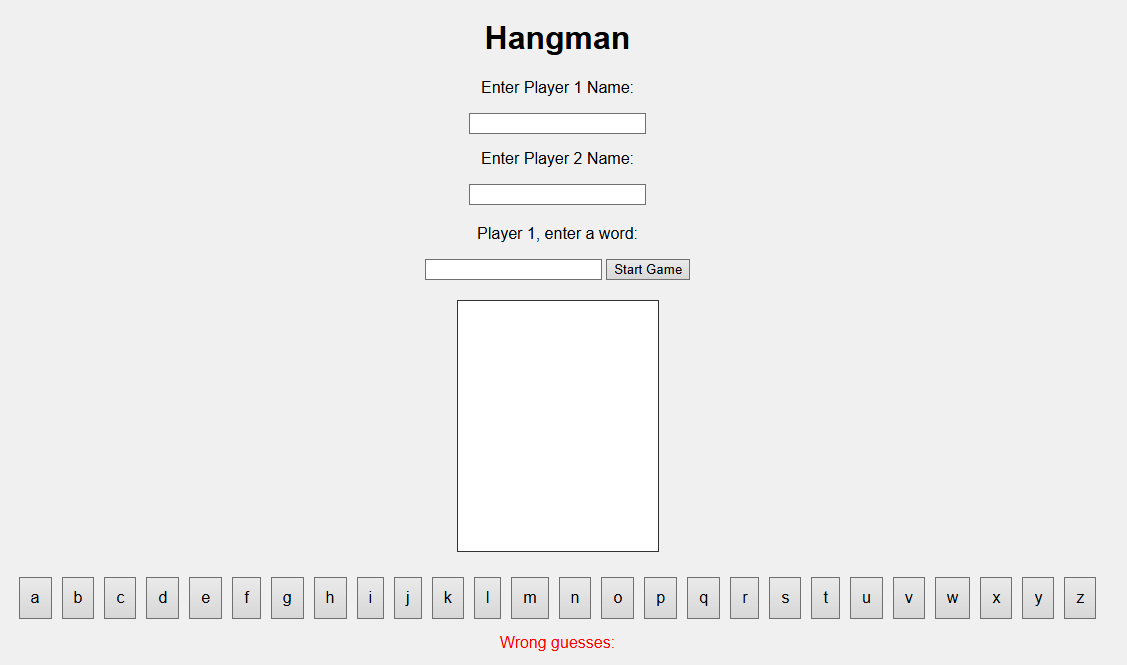 Hangman
Enter Player 1 Name:
Enter Player 2 Name:
Player 1, enter a word:
Start Game
a b c d e f g h i j k l m n o p q r s t u v w x y z
Wrong guesses: